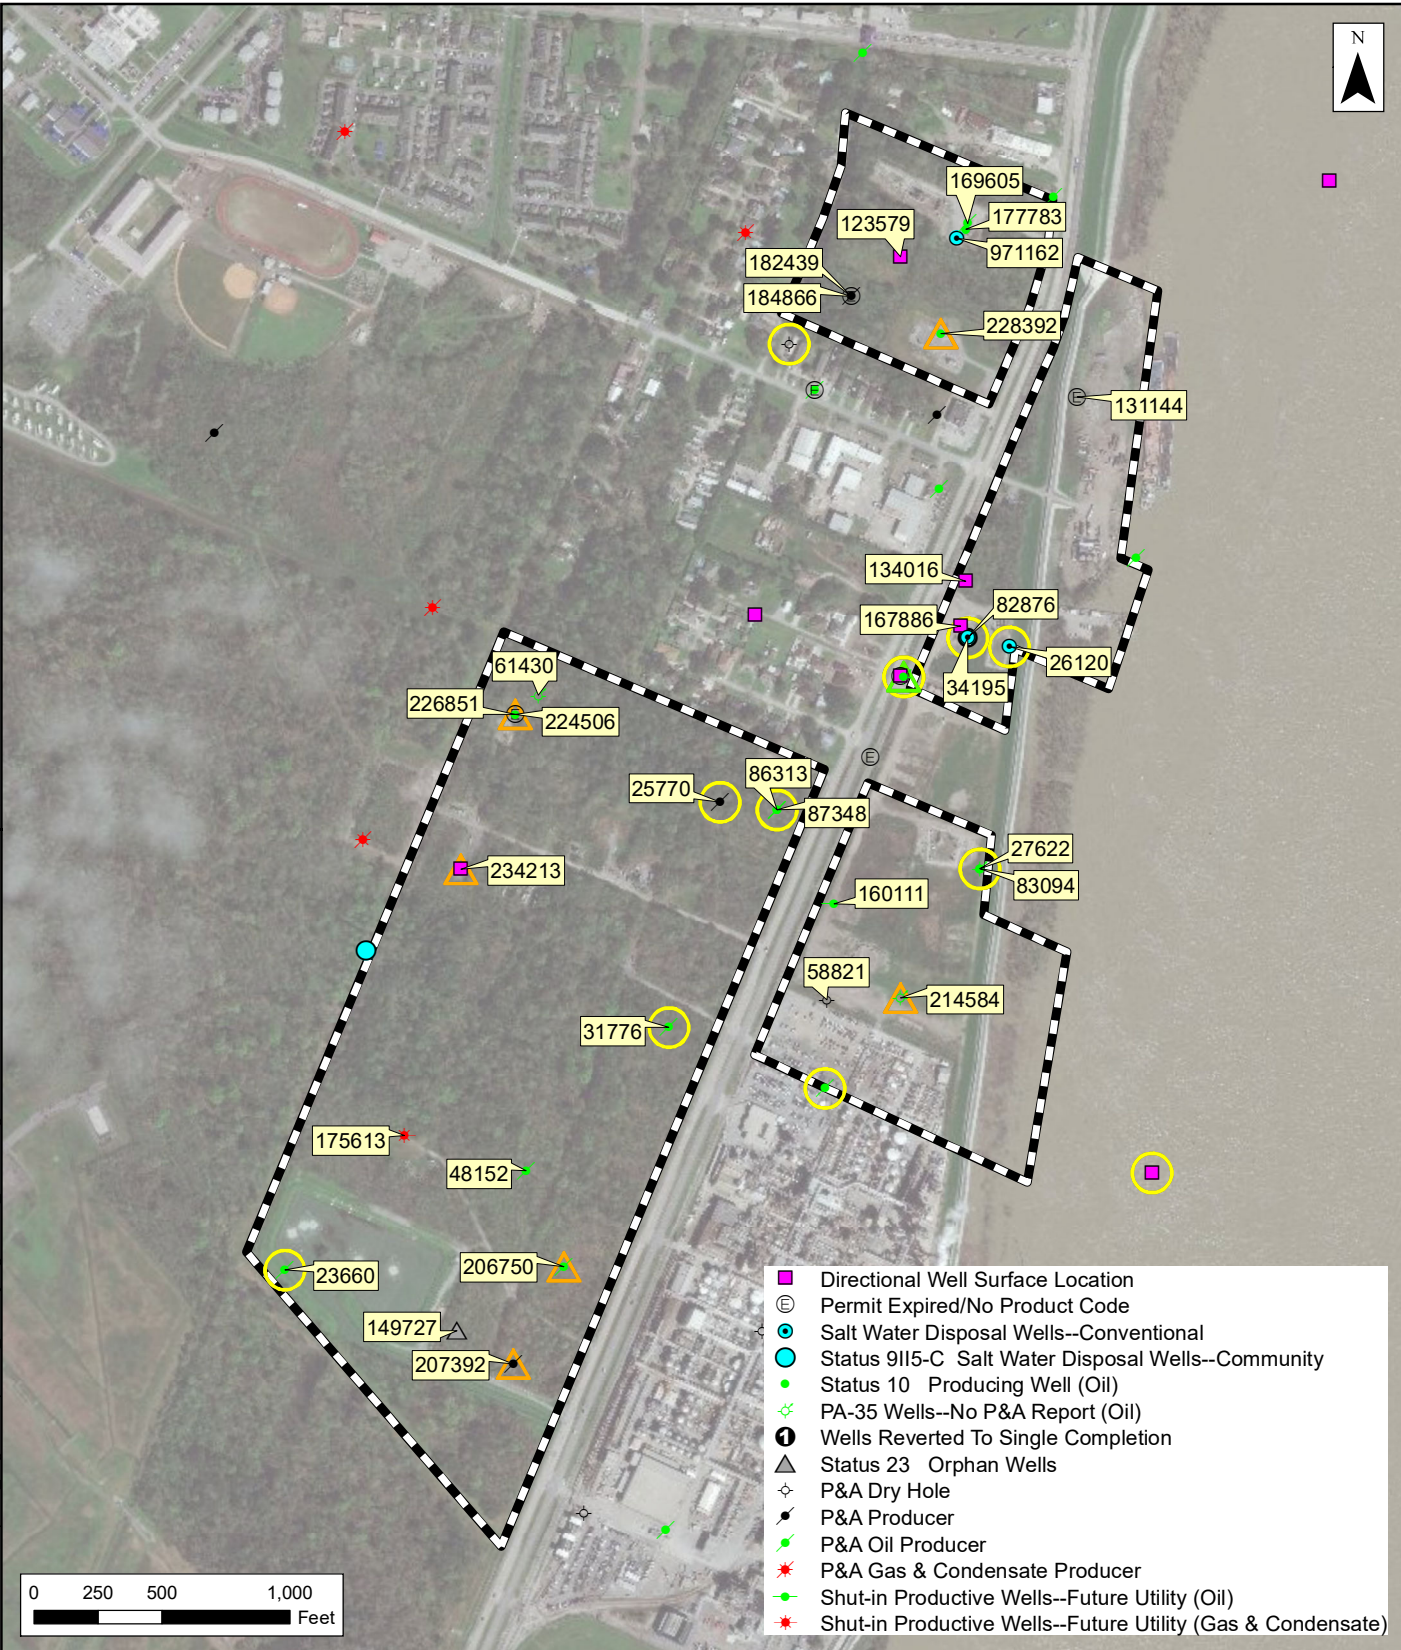 N
169605
177783
123579
971162
182439
184866
228392
E
131144
E
134016
82876
167886
26120
34195
61430
226851
224506
E
86313
25770
87348
27622
234213
83094
160111
58821
214584
31776
175613
48152
206750
23660
149727
207392
Directional Well Surface Location
E Permit Expired/No Product Code
Salt Water Disposal Wells--Conventional
Status 9II5-C Salt Water Disposal Wells--Community
Status 10 Producing Well (Oil)
PA-35 Wells--No P&A Report (Oil)
1 Wells Reverted To Single Completion
Status 23 Orphan Wells
P&A Dry Hole
P&A Producer
P&A Oil Producer
P&A Gas & Condensate Producer
Shut-in Productive Wells--Future Utility (Oil)
Shut-in Productive Wells--Future Utility (Gas & Condensate)
0 250 500 1,000
Feet